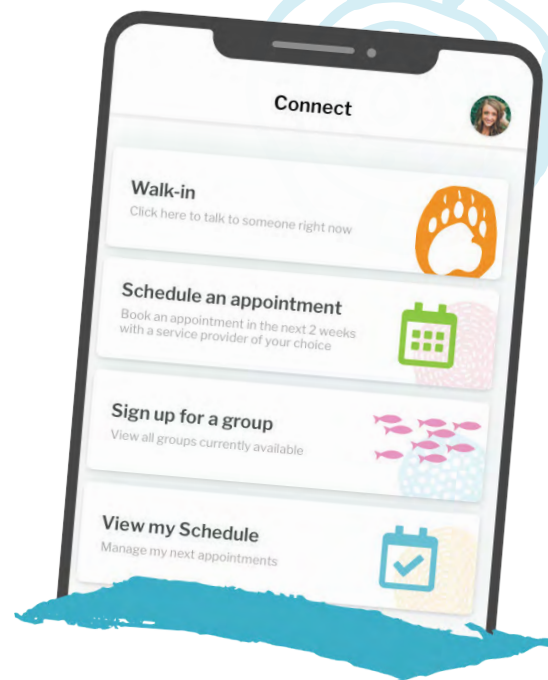 Connect
Walk-in
Click here to talk to someone right now
Schedule an appointment
Book an appointment in the next 2 weeks
with a service provider of your choice
Sign up for a group
View all groups currently available
View my Schedule
Manage my next appointments